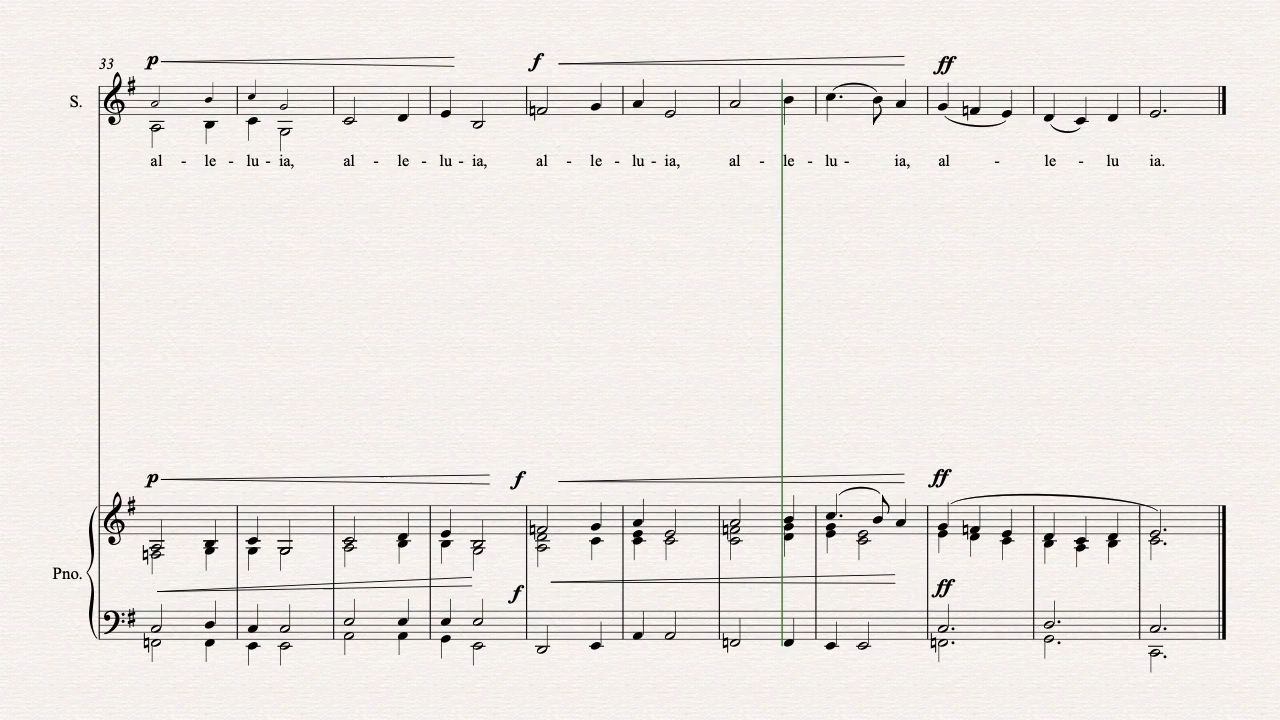 p f ff
33
S.
al - le - lu - ia, al - le - lu - ia, al - le - lu - ia, al - le - lu - ia, al - le - lu ia.
p f ff
Pno.
f ff